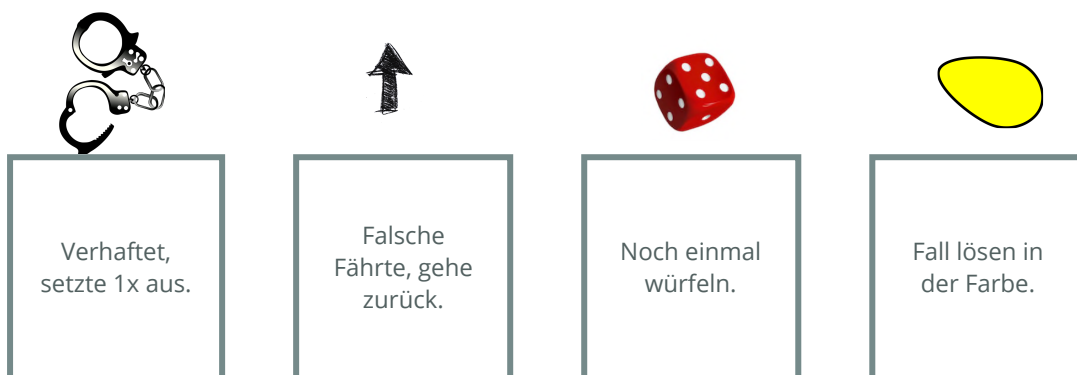 Verhaftet,
setzte 1x aus.
Falsche
Fährte, gehe
zurück.
Noch einmal
würfeln.
Fall lösen in
der Farbe.